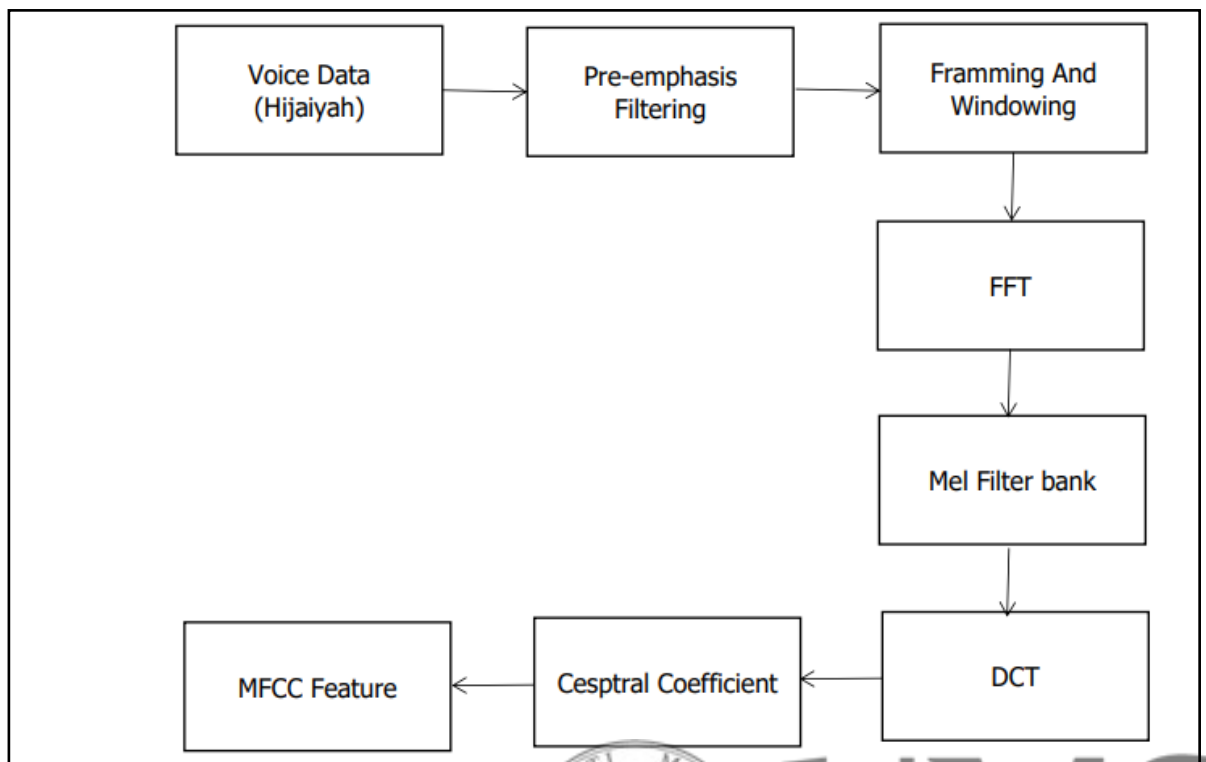 Voice Data
(Hijaiyah)
Pre-emphasis
Filtering
Framming And
Windowing
FFT
Mel Filter bank
DCT
Cesptral Coefficient
MFCC Feature